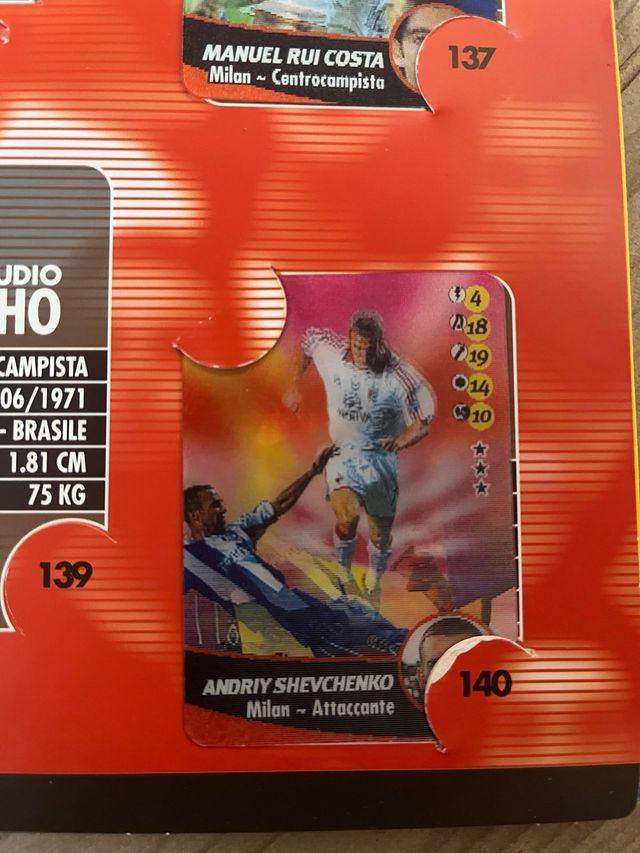 MANUEL RUI COSTA
Milan ~ Centrocampista
137
UDIO
HO
CAMPISTA
06/1971
- BRASILE
1.81 CM
75 KG
139
4
18
19
14
10
ANDRIY SHEVCHENKO
Milan ~ Attaccante
140